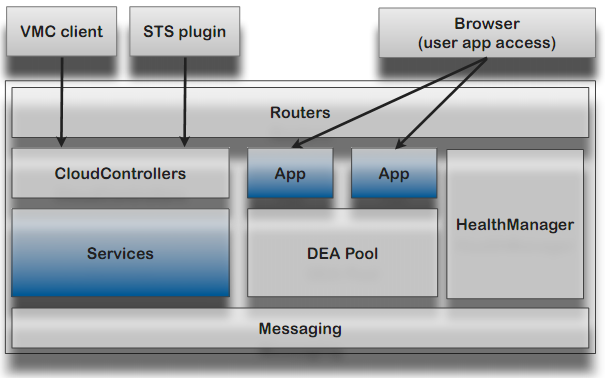 VMC client
STS plugin
Browser
(user app access)
Routers
CloudControllers
App
App
HealthManager
Services
DEA Pool
Messaging